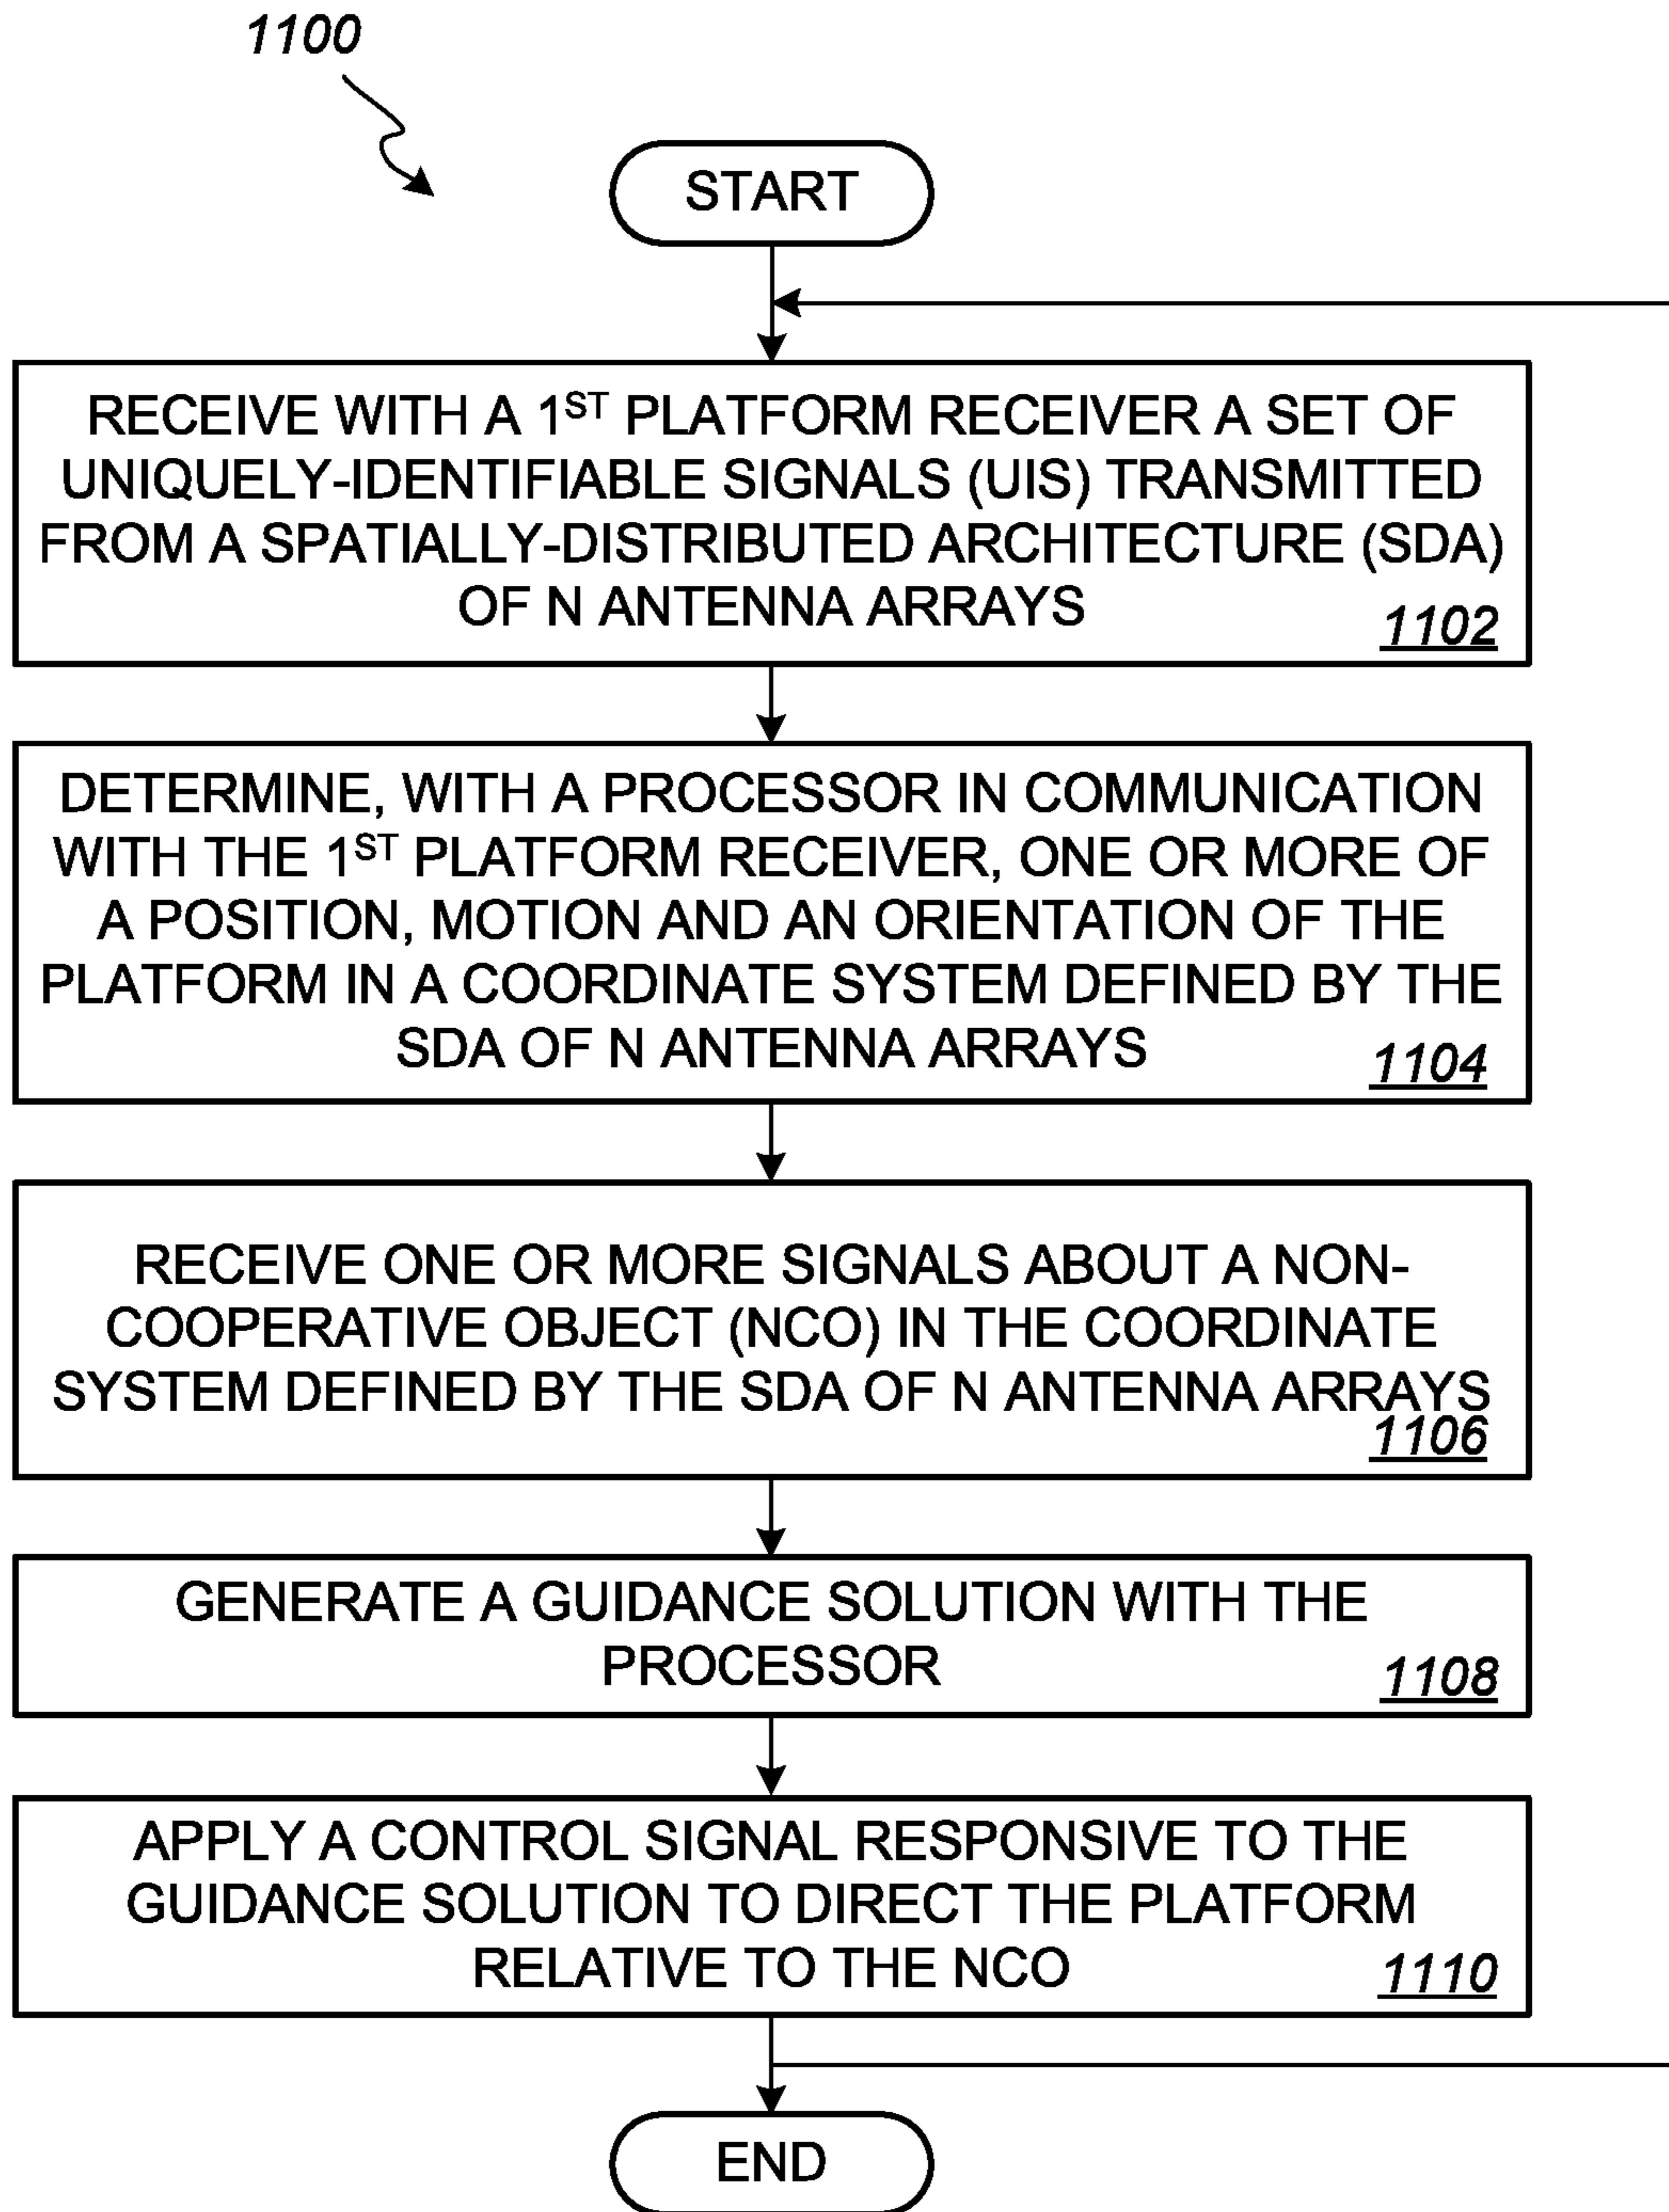 1100
START
RECEIVE WITH A 1ST PLATFORM RECEIVER A SET OF
UNIQUELY-IDENTIFIABLE SIGNALS (UIS) TRANSMITTED
FROM A SPATIALLY-DISTRIBUTED ARCHITECTURE (SDA)
OF N ANTENNA ARRAYS
1102
DETERMINE, WITH A PROCESSOR IN COMMUNICATION
WITH THE 1ST PLATFORM RECEIVER, ONE OR MORE OF
A POSITION, MOTION AND AN ORIENTATION OF THE
PLATFORM IN A COORDINATE SYSTEM DEFINED BY THE
SDA OF N ANTENNA ARRAYS
1104
RECEIVE ONE OR MORE SIGNALS ABOUT A NON-
COOPERATIVE OBJECT (NCO) IN THE COORDINATE
SYSTEM DEFINED BY THE SDA OF N ANTENNA ARRAYS
1106
GENERATE A GUIDANCE SOLUTION WITH THE
PROCESSOR
1108
APPLY A CONTROL SIGNAL RESPONSIVE TO THE
GUIDANCE SOLUTION TO DIRECT THE PLATFORM
RELATIVE TO THE NCO
1110
END